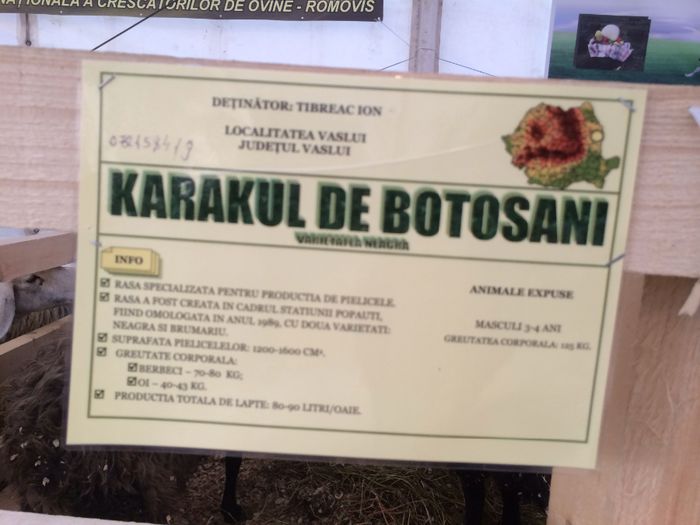 NAȚIONALA A CRESCĂTORILOR DE OVINE - ROMOVIS
DEȚINĂTOR: TIBREAC ION
LOCALITATEA VASLUI
JUDEȚUL VASLUI
KARAKUL DE BOTOSANI
VARIETATEA NEAGRA
INFO
RASA SPECIALIZATA PENTRU PRODUCTIA DE PIELICELE.
RASA A FOST CREATA IN CADRUL STATIUNII POPAUTI,
FIIND OMOLOGATA IN ANUL 1989, CU DOUA VARIETATI:
NEAGRA SI BRUMARIU.
SUPRAFATA PIELICELELOR: 1200-1600 CM².
GREUTATE CORPORALA:
BERBECI – 70-80 KG;
OI – 40-43 KG.
PRODUCTIA TOTALA DE LAPTE: 80-90 LITRI/OAIE.
ANIMALE EXPUSE
MASCULI 3-4 ANI
GREUTATEA CORPORALA: 125 KG.